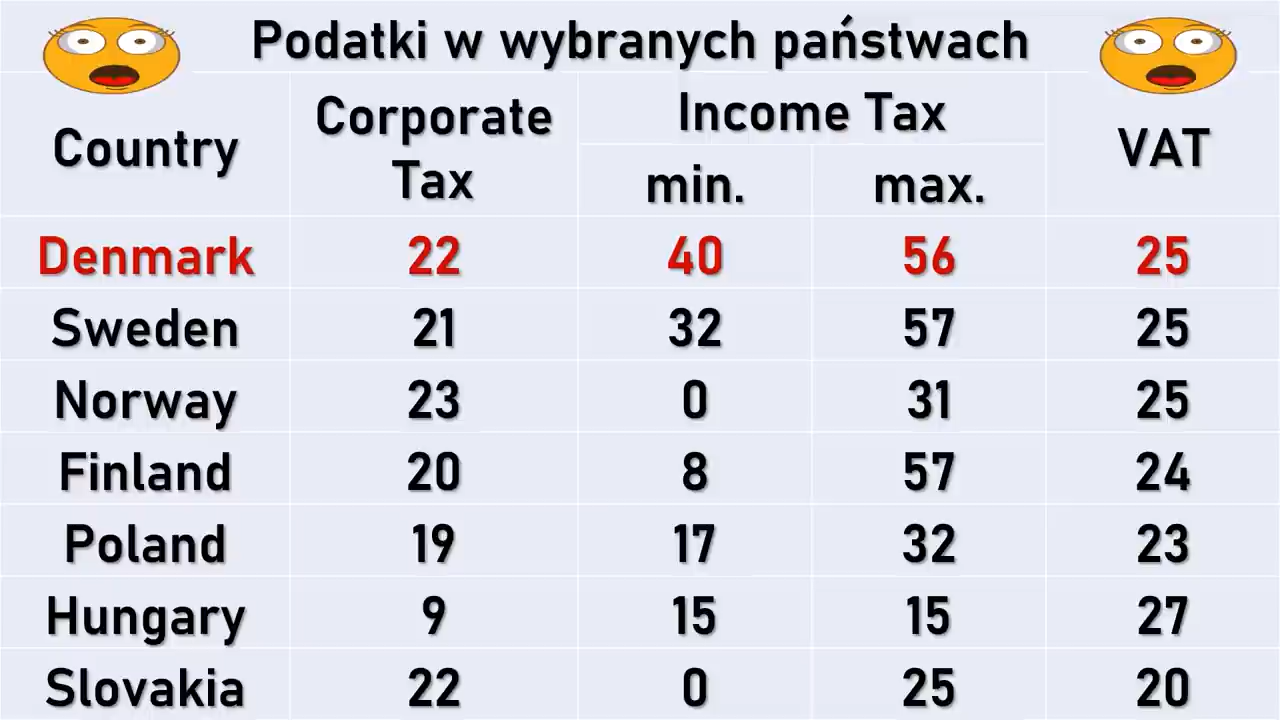 Podatki w wybranych państwach
Country Corporate Tax Income Tax VAT
min. max.
Denmark 22 40 56 25
Sweden 21 32 57 25
Norway 23 0 31 25
Finland 20 8 57 24
Poland 19 17 32 23
Hungary 9 15 15 27
Slovakia 22 0 25 20